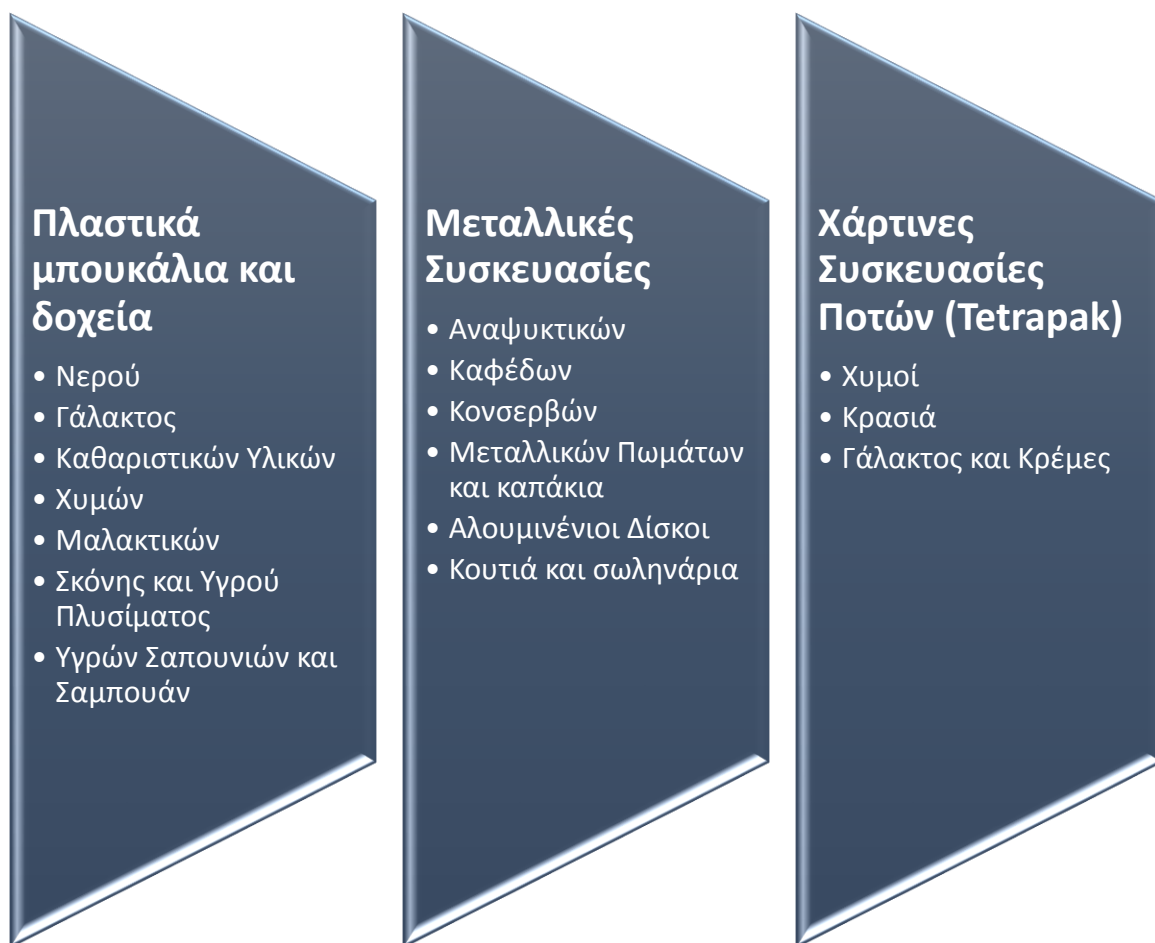 Πλαστικά
μπουκάλια και
δοχεία
• Νερού
• Γάλακτος
• Καθαριστικών Υλικών
• Χυμών
• Μαλακτικών
• Σκόνης και Υγρού
Πλυσίματος
• Υγρών Σαπουνιών και
Σαμπουάν
Μεταλλικές
Συσκευασίες
• Αναψυκτικών
• Καφέδων
• Κονσερβών
• Μεταλλικών Πωμάτων
και καπάκια
• Αλουμινένιοι Δίσκοι
• Κουτιά και σωληνάρια
Χάρτινες
Συσκευασίες
Ποτών (Tetrapak)
• Χυμοί
• Κρασιά
• Γάλακτος και Κρέμες